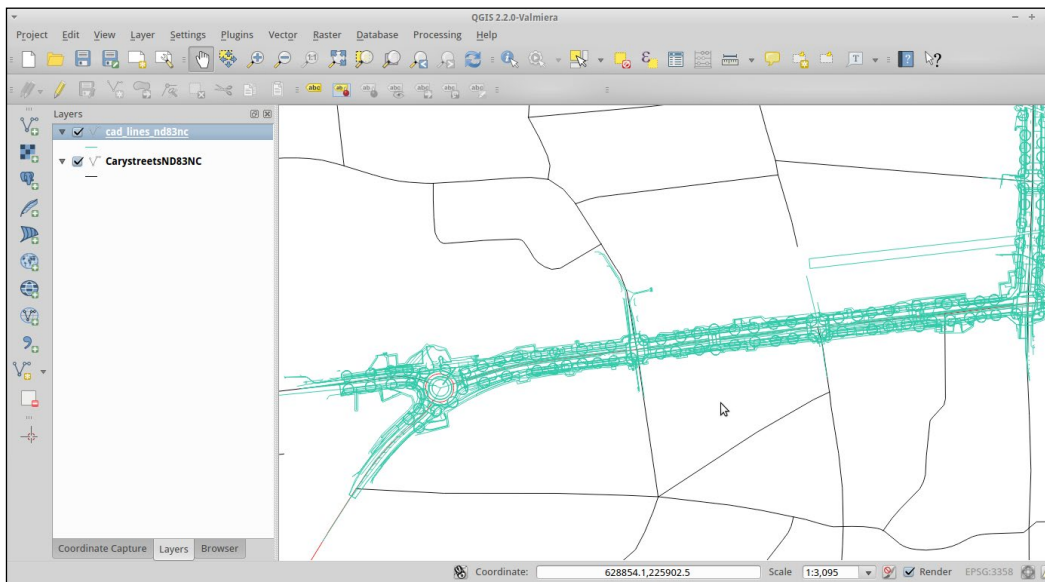 QGIS 2.2.0-Valmiera
Project Edit View Layer Settings Plugins Vector Raster Database Processing Help
Layers
cad_lines_nd83nc
CarystreetsND83NC
Coordinate Capture Layers Browser
Coordinate: 628854.1,225902.5 Scale 1:3,095 Render EPSG:3358